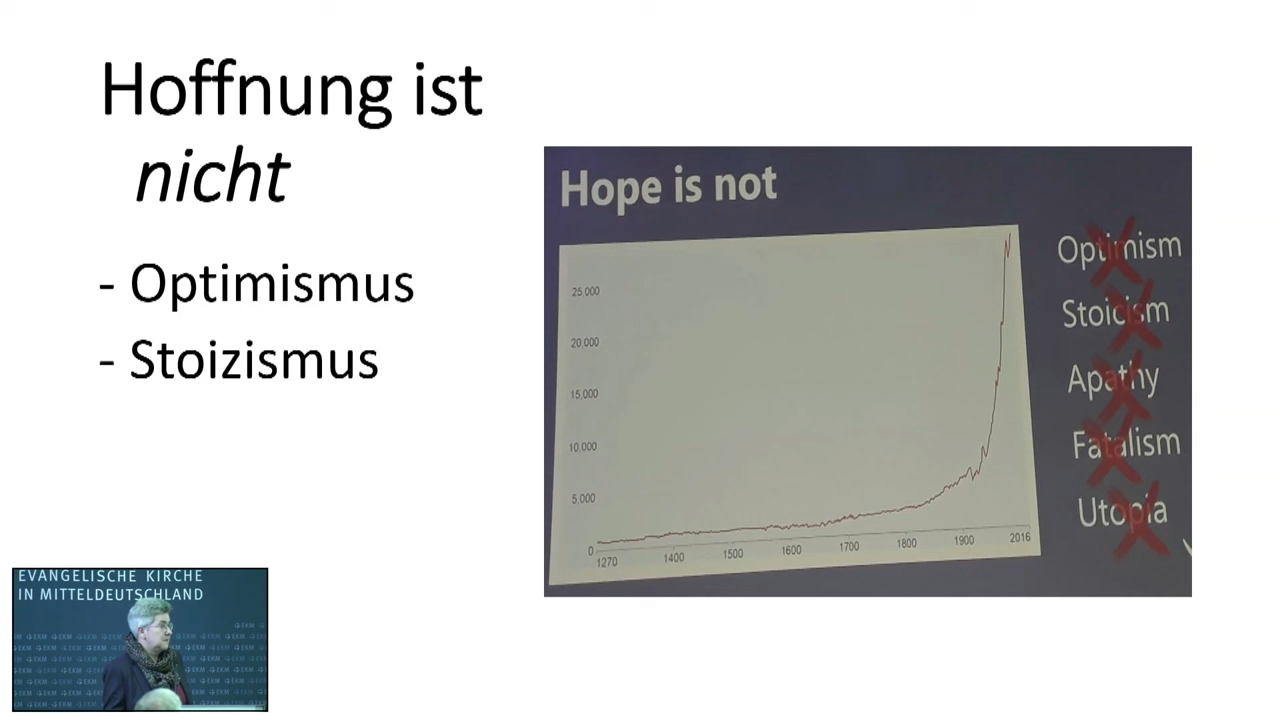 Hoffnung ist
nicht
- Optimismus
- Stoizismus
Hope is not
25,000
20,000
15,000
10,000
5,000
0
1270 1400 1500 1600 1700 1800 1900 2016
Optimism
Stoicism
Apathy
Fatalism
Utopia
EVANGELISCHE KIRCHE
IN MITTELDEUTSCHLAND
EKM